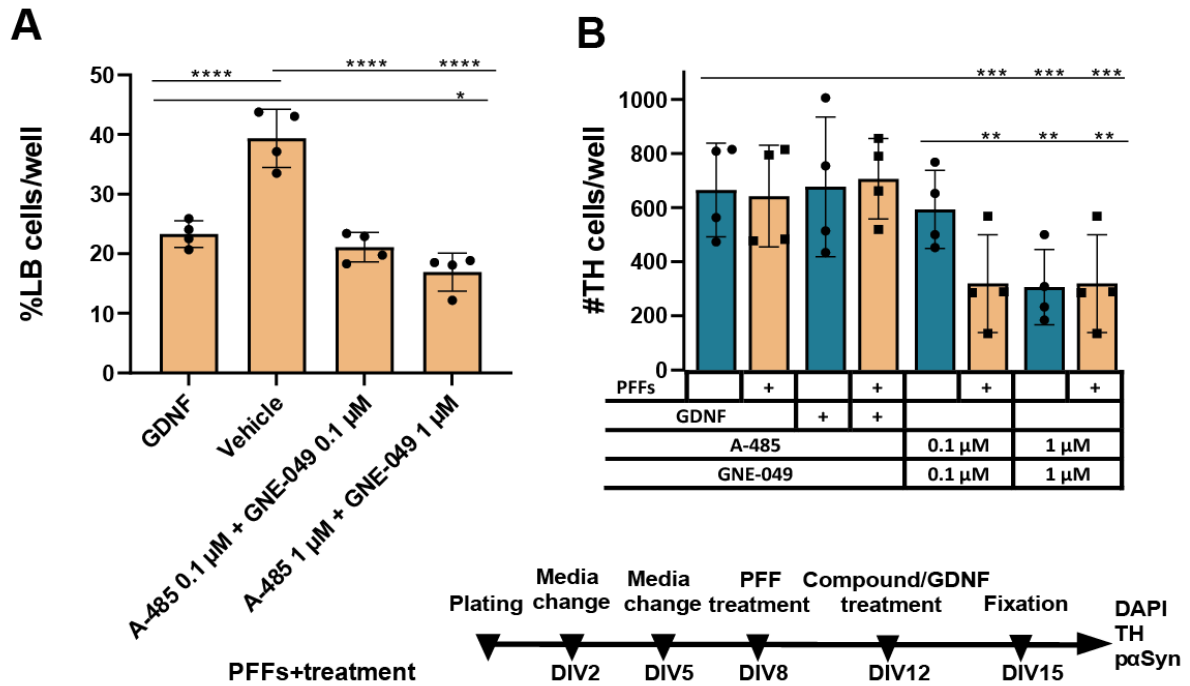 A
%LB cells/well
50
40
30
20
10
0
****
****
****
*
GDNF
Vehicle
A-485 0.1 µM + GNE-049 0.1 µM
A-485 1 µM + GNE-049 1 µM
B
#TH cells/well
1000
800
600
400
200
0
*** *** ***
** ** **
PFFs + + + +
GDNF + +
A-485 0.1 µM 1 µM
GNE-049 0.1 µM 1 µM
PFFs+treatment
Plating
Media
change
Media
change
PFF
treatment
Compound/GDNF
treatment
Fixation
DIV2
DIV5
DIV8
DIV12
DIV15
DAPI
TH
pαSyn